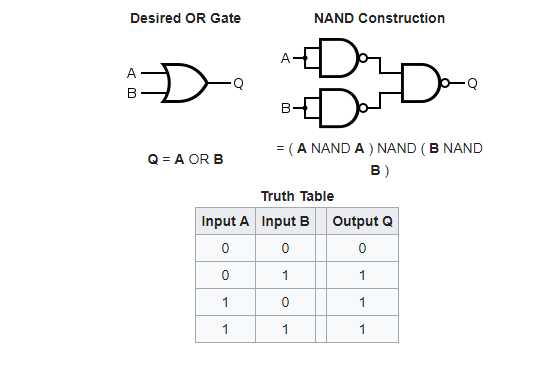 Desired OR Gate
NAND Construction
A
B
Q
A
B
Q
Q = A OR B
= ( A NAND A ) NAND ( B NAND
B )
Truth Table
Input A Input B Output Q
0 0 0
0 1 1
1 0 1
1 1 1